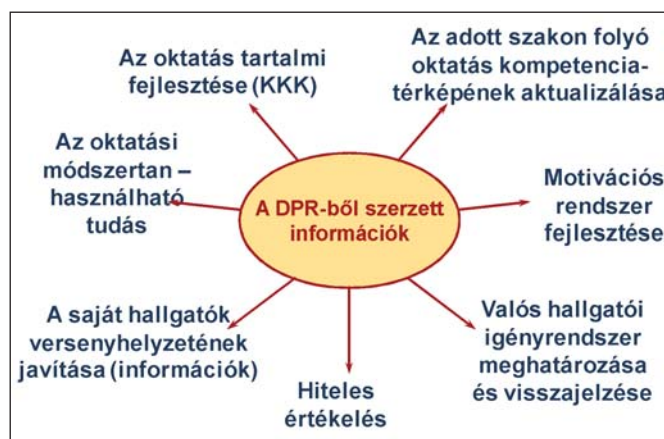 Az oktatás tartalmi
fejlesztése (KKK)
Az adott szakon folyó
oktatás kompetencia-
térképének aktualizálása
Az oktatási
módszertan –
használható
tudás
A DPR-ből szerzett
információk
Motivációs
rendszer
fejlesztése
A saját hallgatók
versenyhelyzetének
javítása (információk)
Hiteles
értékelés
Valós hallgatói
igényrendszer
meghatározása
és visszajelzése